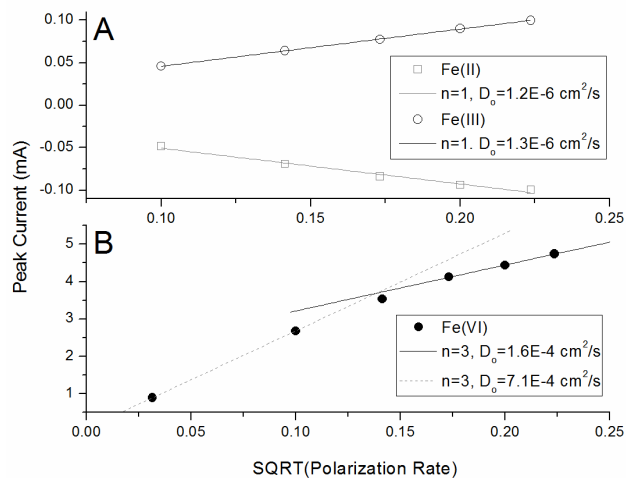 A
0.10
0.05
0.00
-0.05
-0.10
Fe(II)
n=1, Dₒ=1.2E-6 cm²/s
Fe(III)
n=1. Dₒ=1.3E-6 cm²/s
0.10 0.15 0.20 0.25
Peak Current (mA)
B
5
4
3
2
1
Fe(VI)
n=3, Dₒ=1.6E-4 cm²/s
n=3, Dₒ=7.1E-4 cm²/s
0.00 0.05 0.10 0.15 0.20 0.25
SQRT(Polarization Rate)